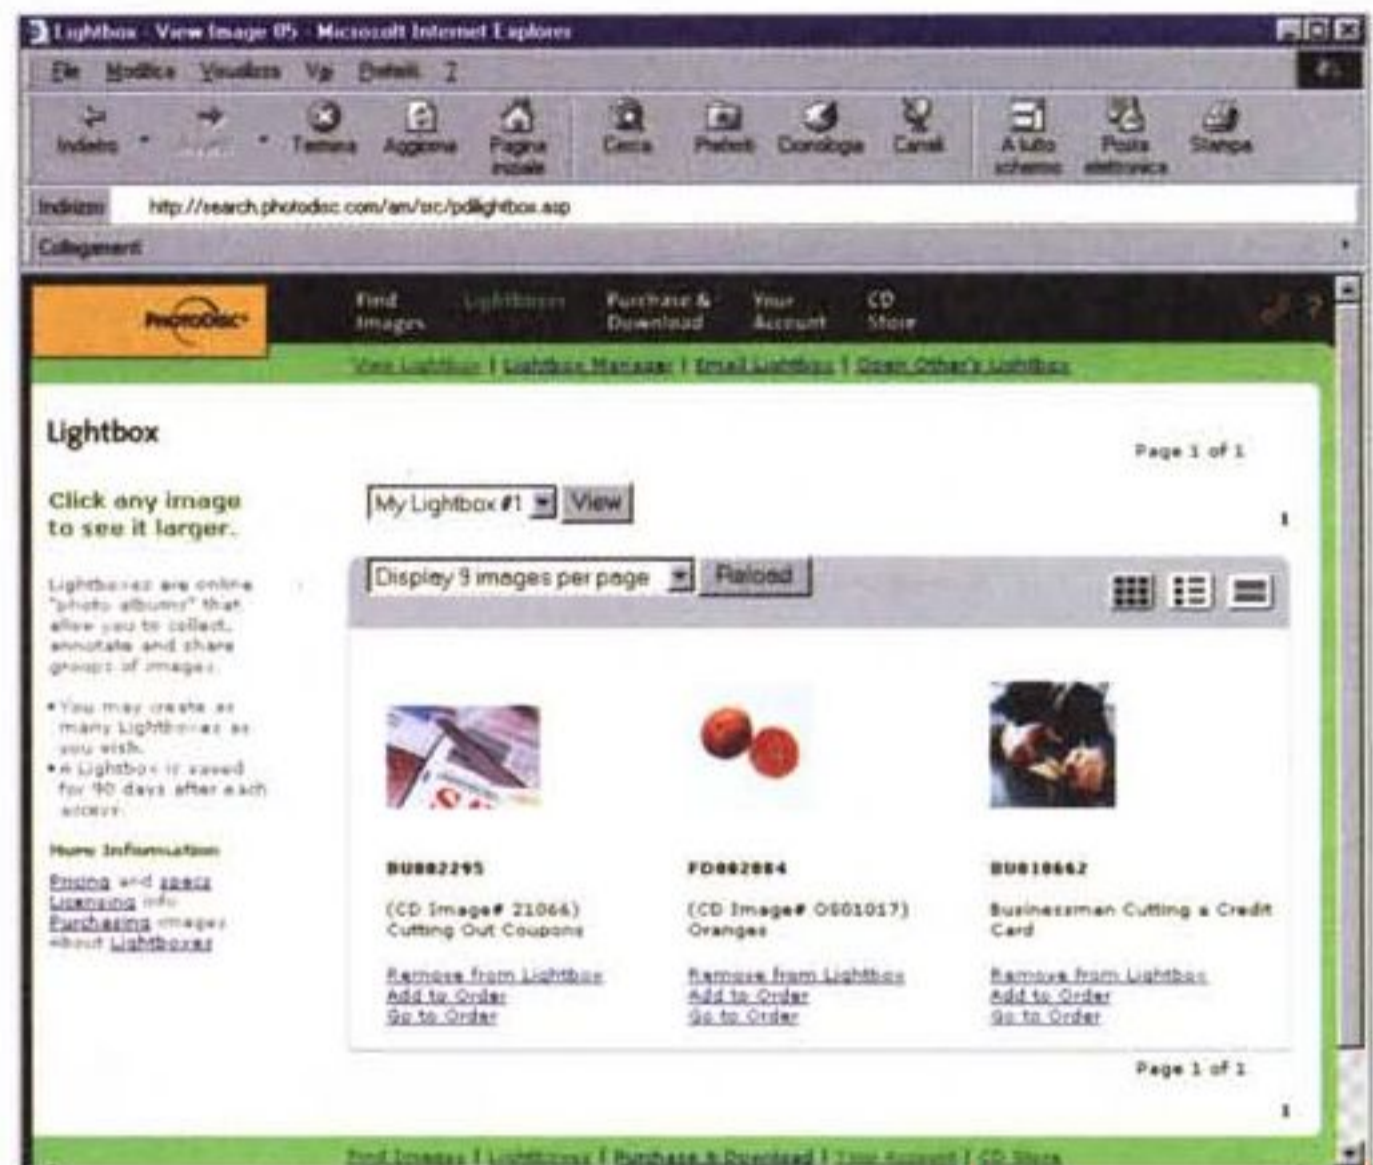 Lightbox - View Image 05 - Microsoft Internet Explorer
File Modifica Visualizza Vai Preferiti ?
Indietro Termina Aggiorna Pagina iniziale Cerca Preferiti Cronologia Canali A tutto schermo Posta elettronica Stampa
Indirizzo http://search.photodisc.com/am/src/pdilightbox.asp
Collegamenti
PHOTODISC
Find Images Lightboxes Purchase & Download Your Account CD Store ?
View Lightbox | Lightbox Manager | Email Lightbox | Open Other's Lightbox
Lightbox
Page 1 of 1
Click any image
to see it larger.
My Lightbox #1 View
1
Display 9 images per page Reload
Lightboxes are online
"photo albums" that
allow you to collect,
annotate and share
groups of images.
• You may create as
many Lightboxes as
you wish.
• A Lightbox is saved
for 90 days after each
access.
More Information
Pricing and specs
Licensing info
Purchasing images
About Lightboxes
BU002295
(CD Image# 21066)
Cutting Out Coupons
Remove from Lightbox
Add to Order
Go to Order
FD002884
(CD Image# OS01017)
Oranges
Remove from Lightbox
Add to Order
Go to Order
BU010662
Businessman Cutting a Credit
Card
Remove from Lightbox
Add to Order
Go to Order
Page 1 of 1
1
Find Images | Lightboxes | Purchase & Download | Your Account | CD Store